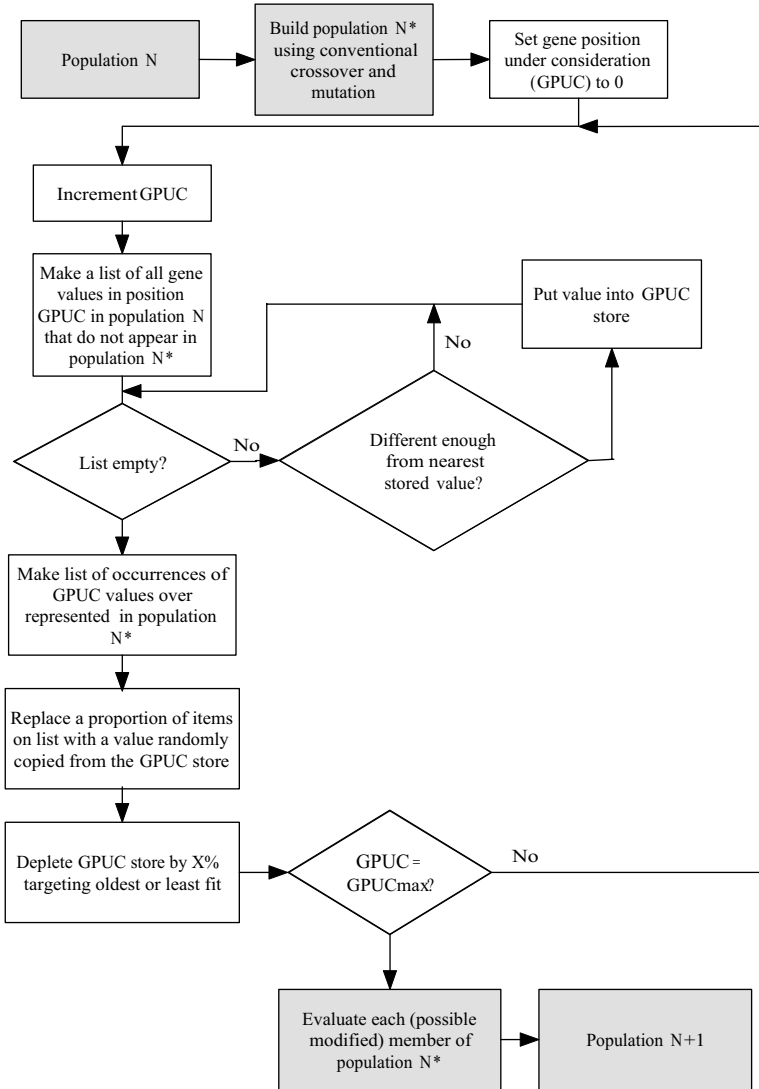 Population N
Build population N*
using conventional
crossover and
mutation
Set gene position
under consideration
(GPUC) to 0
Increment GPUC
Make a list of all gene
values in position
GPUC in population N
that do not appear in
population N*
Put value into GPUC
store
No
List empty?
No
Different enough
from nearest
stored value?
Make list of occurrences of
GPUC values over
represented in population
N*
Replace a proportion of items
on list with a value randomly
copied from the GPUC store
Deplete GPUC store by X%
targeting oldest or least fit
GPUC =
GPUCmax?
No
Evaluate each (possible
modified) member of
population N*
Population N+1